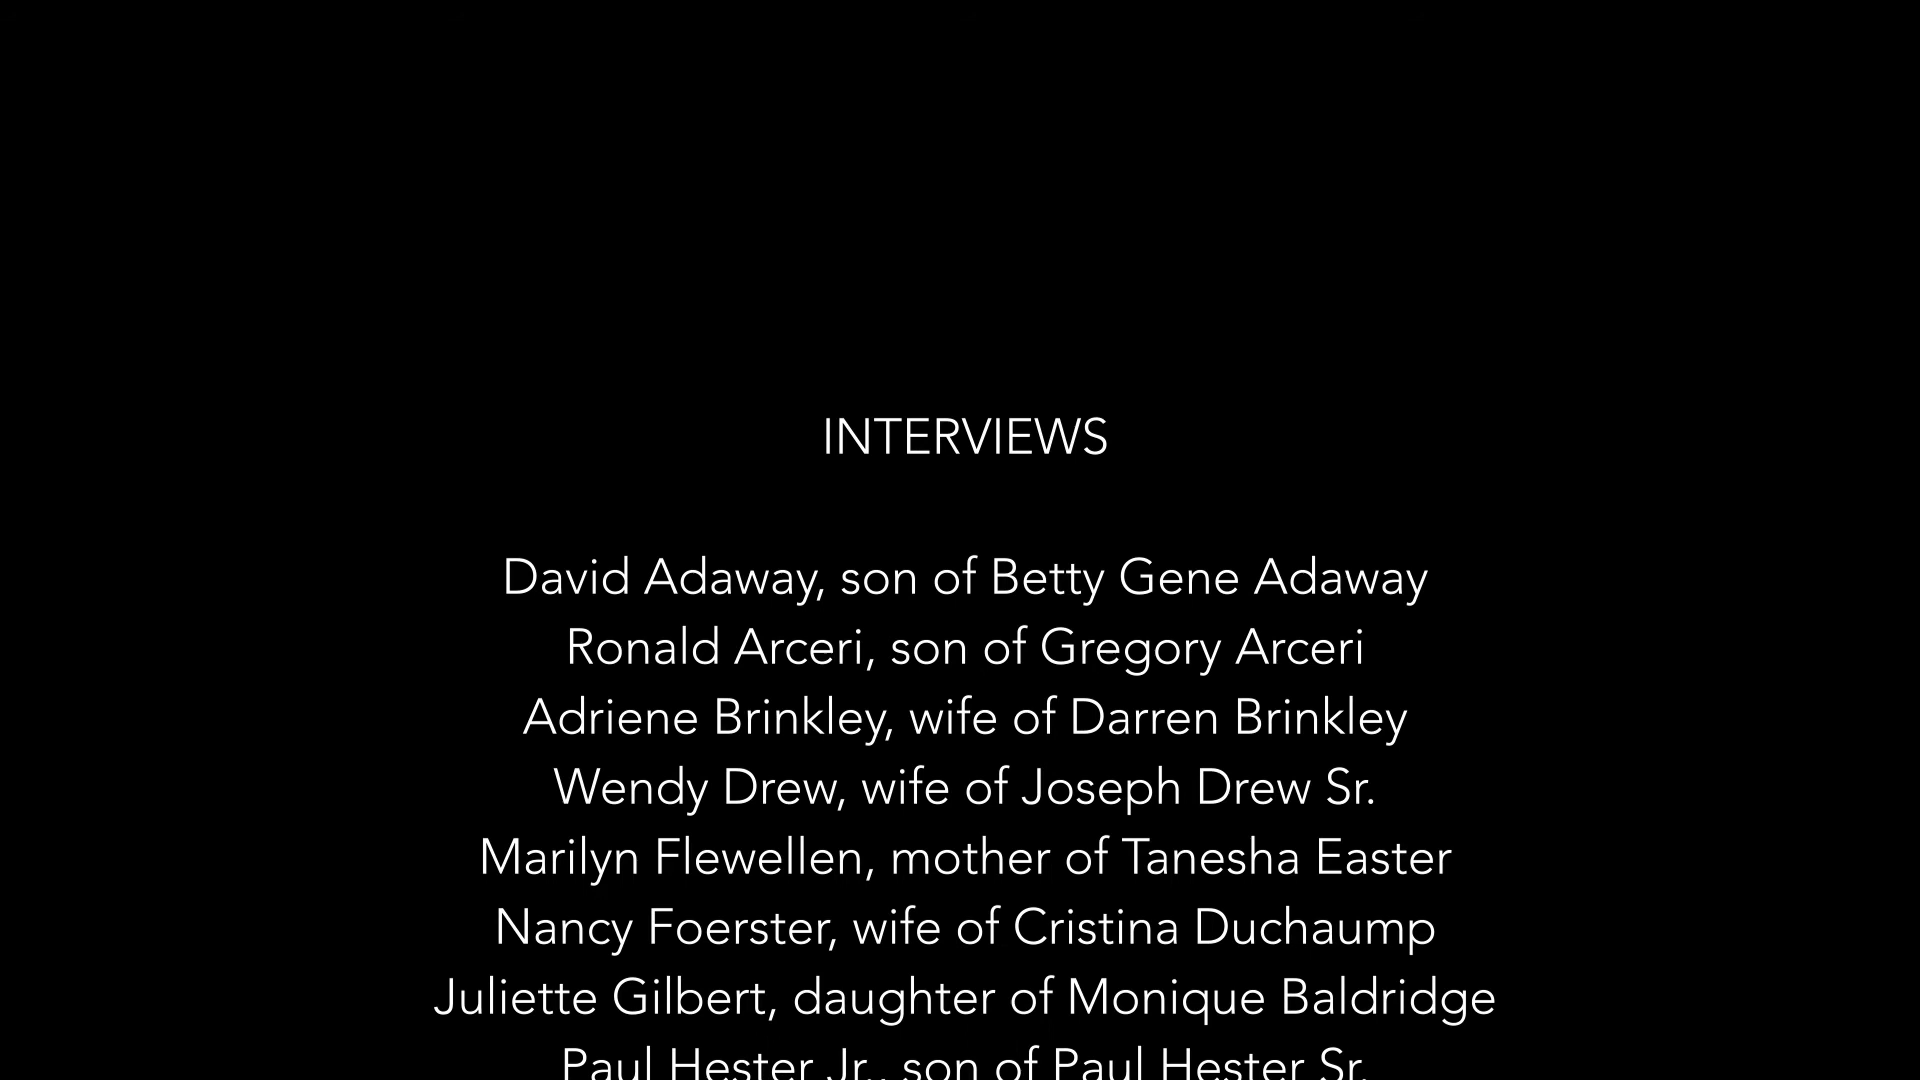 INTERVIEWS
David Adaway, son of Betty Gene Adaway
Ronald Arceri, son of Gregory Arceri
Adriene Brinkley, wife of Darren Brinkley
Wendy Drew, wife of Joseph Drew Sr.
Marilyn Flewellen, mother of Tanesha Easter
Nancy Foerster, wife of Cristina Duchaump
Juliette Gilbert, daughter of Monique Baldridge
Paul Hester Jr., son of Paul Hester Sr.